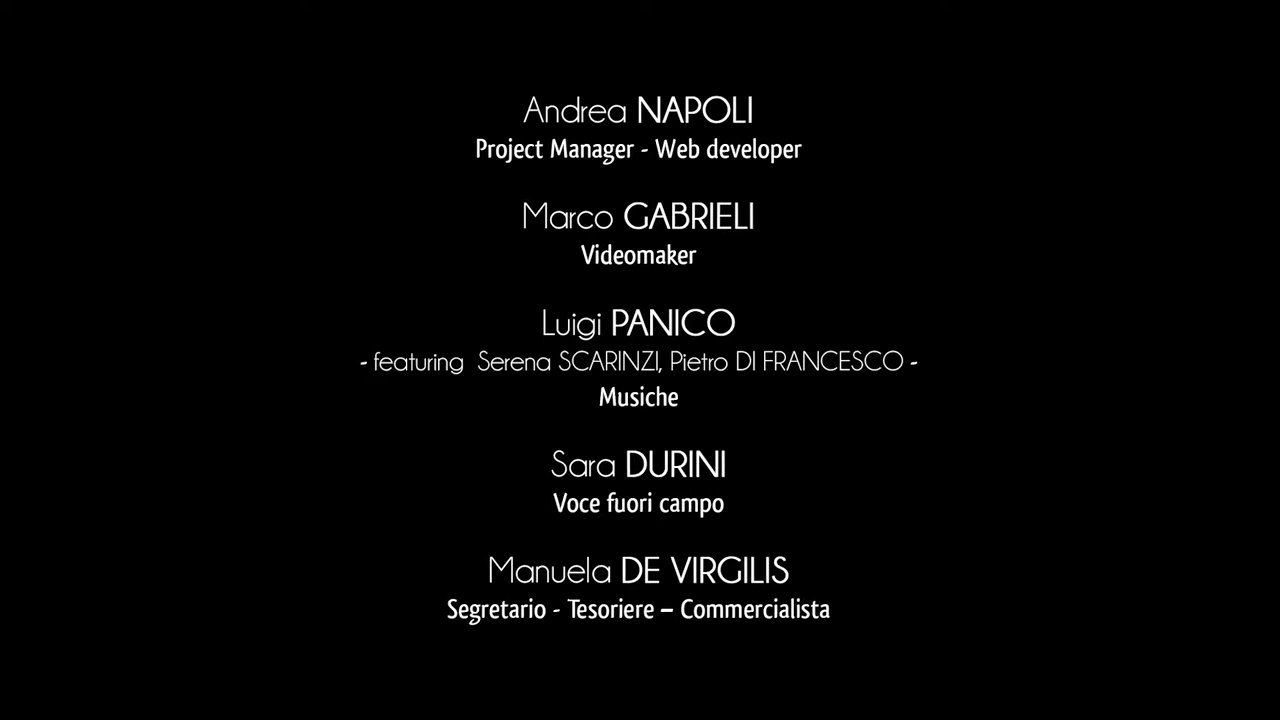 Andrea NAPOLI
Project Manager - Web developer
Marco GABRIELI
Videomaker
Luigi PANICO
- featuring Serena SCARINZI, Pietro DI FRANCESCO -
Musiche
Sara DURINI
Voce fuori campo
Manuela DE VIRGILIS
Segretario - Tesoriere – Commercialista